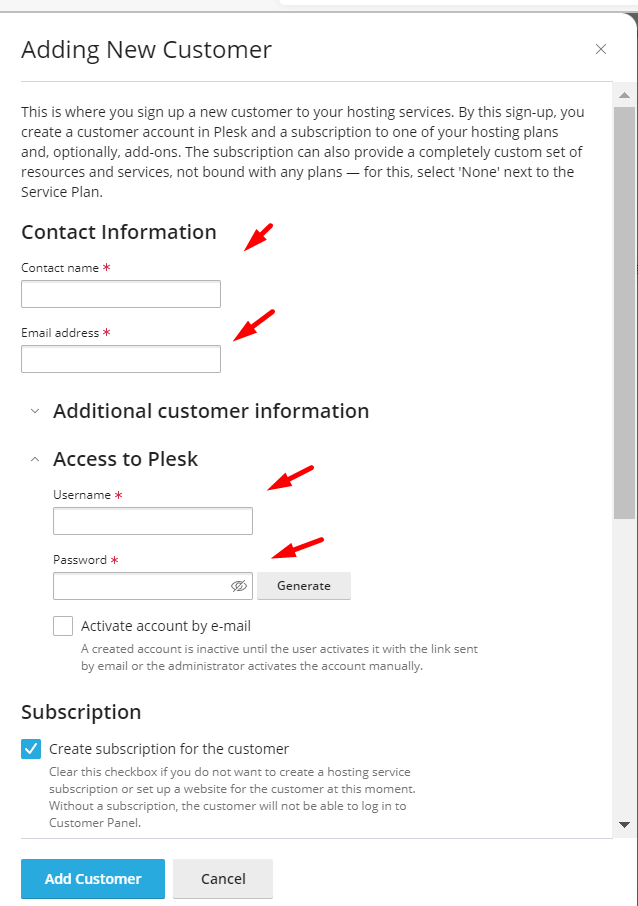 Adding New Customer
This is where you sign up a new customer to your hosting services. By this sign-up, you
create a customer account in Plesk and a subscription to one of your hosting plans
and, optionally, add-ons. The subscription can also provide a completely custom set of
resources and services, not bound with any plans — for this, select 'None' next to the
Service Plan.
Contact Information
Contact name *
Email address *
Additional customer information
Access to Plesk
Username *
Password *
Generate
Activate account by e-mail
A created account is inactive until the user activates it with the link sent
by email or the administrator activates the account manually.
Subscription
Create subscription for the customer
Clear this checkbox if you do not want to create a hosting service
subscription or set up a website for the customer at this moment.
Without a subscription, the customer will not be able to log in to
Customer Panel.
Add Customer
Cancel